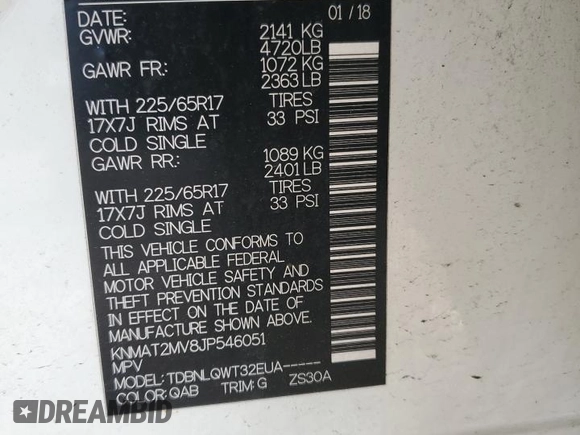 DATE: 01/18
GVWR: 2141 KG
4720LB
GAWR FR: 1072 KG
2363 LB
WITH 225/65R17 TIRES
17X7J RIMS AT 33 PSI
COLD SINGLE
GAWR RR: 1089 KG
2401 LB
WITH 225/65R17 TIRES
17X7J RIMS AT 33 PSI
COLD SINGLE
THIS VEHICLE CONFORMS TO
ALL APPLICABLE FEDERAL
MOTOR VEHICLE SAFETY AND
THEFT PREVENTION STANDARDS
IN EFFECT ON THE DATE OF
MANUFACTURE SHOWN ABOVE.
KNMAT2MV8JP546051
MPV
MODEL: TDBNLQWT32EUA-----
COLOR: QAB TRIM: G ZS30A
DREAMBID